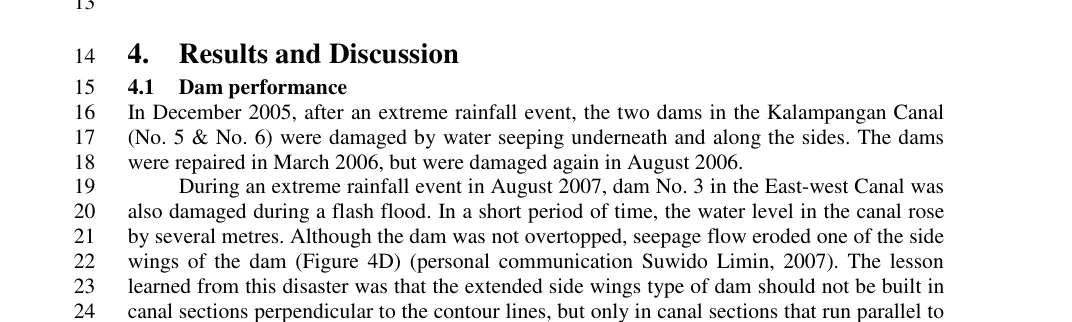 13
14 4. Results and Discussion
15 4.1 Dam performance
16 In December 2005, after an extreme rainfall event, the two dams in the Kalampangan Canal
17 (No. 5 & No. 6) were damaged by water seeping underneath and along the sides. The dams
18 were repaired in March 2006, but were damaged again in August 2006.
19 During an extreme rainfall event in August 2007, dam No. 3 in the East-west Canal was
20 also damaged during a flash flood. In a short period of time, the water level in the canal rose
21 by several metres. Although the dam was not overtopped, seepage flow eroded one of the side
22 wings of the dam (Figure 4D) (personal communication Suwido Limin, 2007). The lesson
23 learned from this disaster was that the extended side wings type of dam should not be built in
24 canal sections perpendicular to the contour lines, but only in canal sections that run parallel to